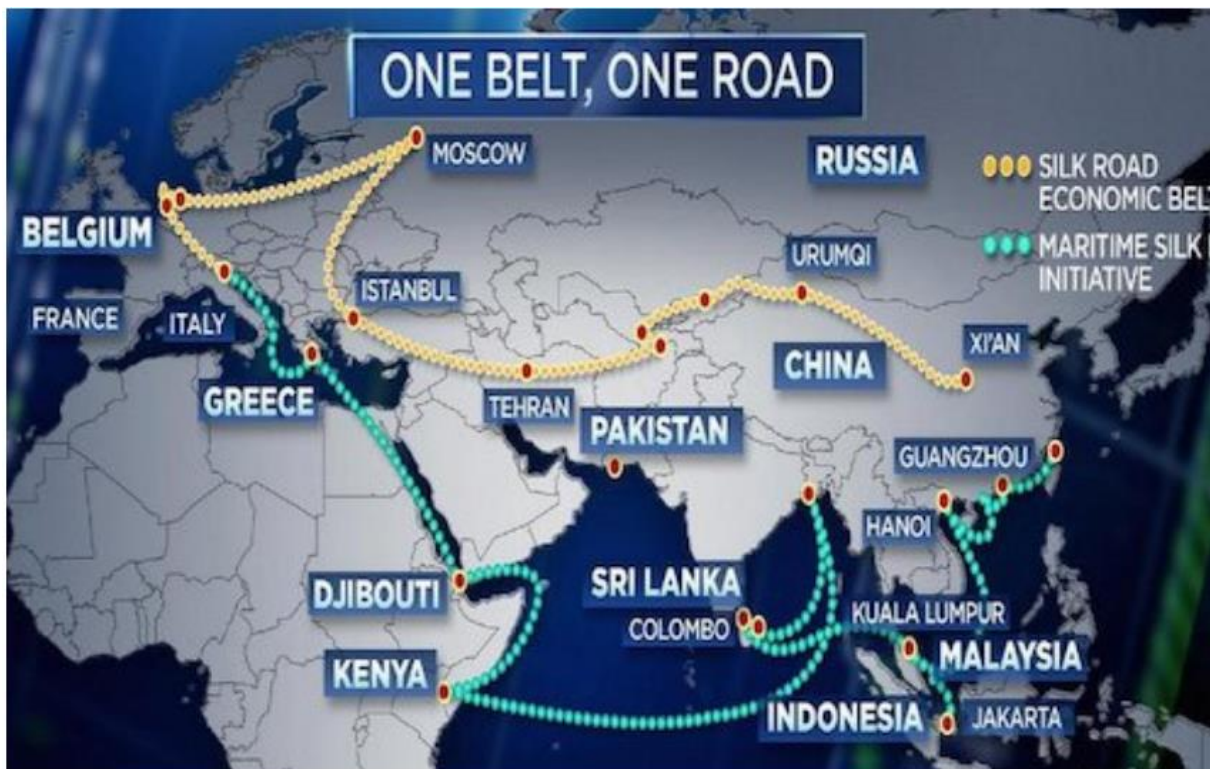 ONE BELT, ONE ROAD
MOSCOW
RUSSIA
SILK ROAD
ECONOMIC BELT
MARITIME SILK
INITIATIVE
BELGIUM
URUMQI
ISTANBUL
FRANCE
ITALY
XI'AN
CHINA
GREECE
TEHRAN
PAKISTAN
GUANGZHOU
HANOI
DJIBOUTI
SRI LANKA
COLOMBO
KUALA LUMPUR
KENYA
MALAYSIA
INDONESIA
JAKARTA